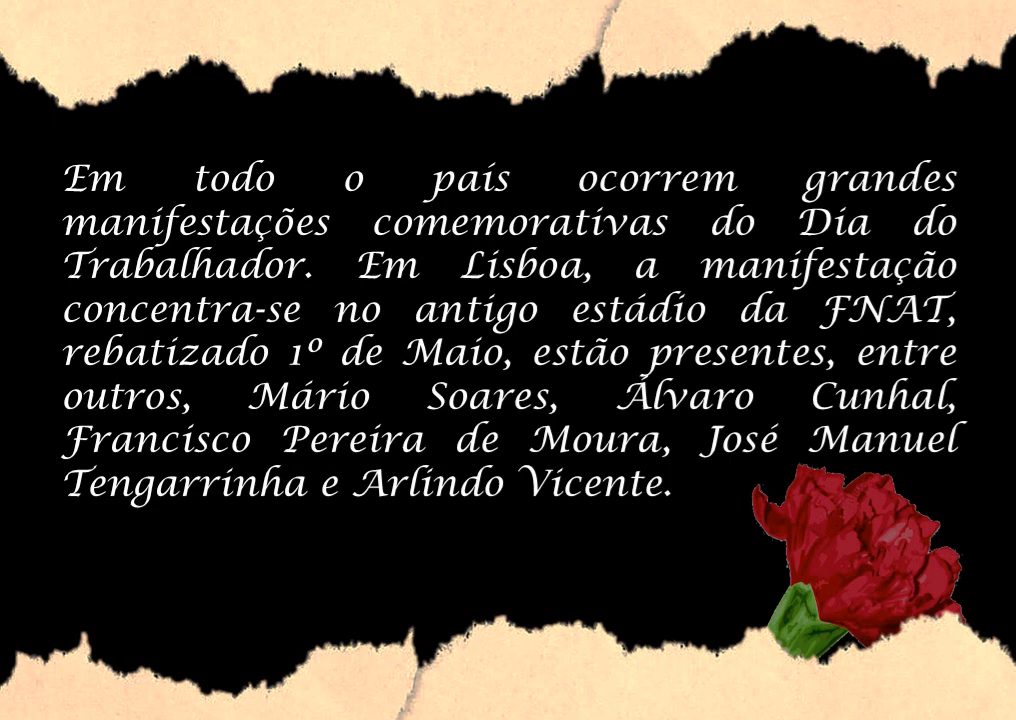 Em todo o país ocorrem grandes
manifestações comemorativas do Dia do
Trabalhador. Em Lisboa, a manifestação
concentra-se no antigo estádio da FNAT,
rebatizado 1º de Maio, estão presentes, entre
outros, Mário Soares, Álvaro Cunhal,
Francisco Pereira de Moura, José Manuel
Tengarrinha e Arlindo Vicente.